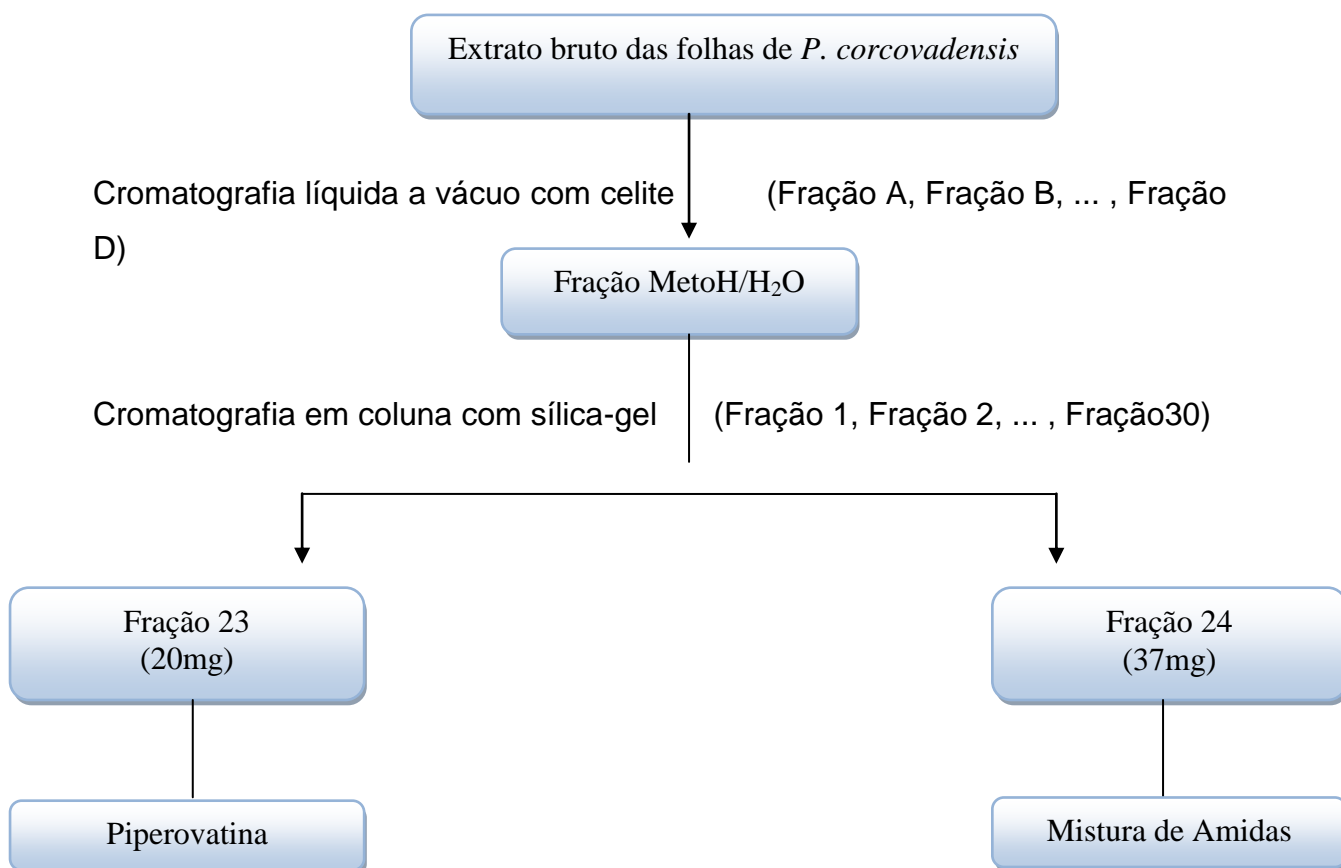 Extrato bruto das folhas de P. corcovadensis
Cromatografia líquida a vácuo com celite (Fração A, Fração B, ... , Fração
D)
Fração MetoH/H₂O
Cromatografia em coluna com sílica-gel (Fração 1, Fração 2, ... , Fração30)
Fração 23
(20mg)
Fração 24
(37mg)
Piperovatina
Mistura de Amidas